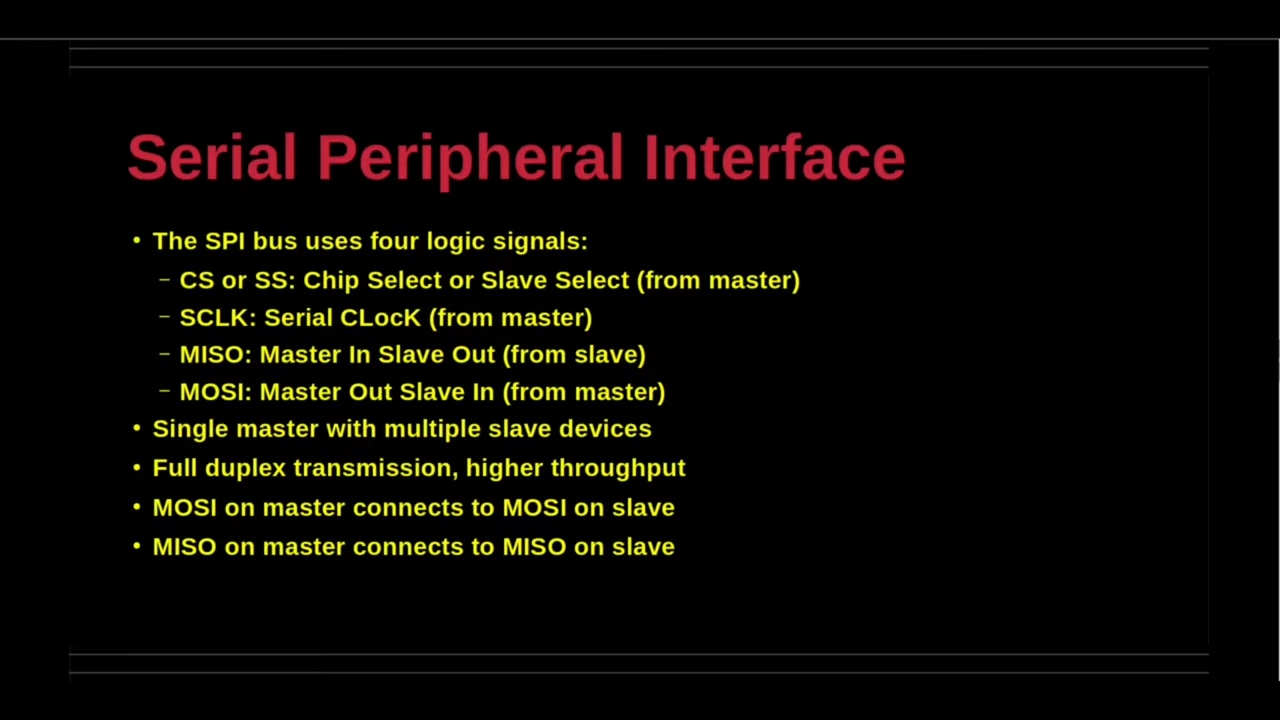 Serial Peripheral Interface
• The SPI bus uses four logic signals:
– CS or SS: Chip Select or Slave Select (from master)
– SCLK: Serial CLocK (from master)
– MISO: Master In Slave Out (from slave)
– MOSI: Master Out Slave In (from master)
• Single master with multiple slave devices
• Full duplex transmission, higher throughput
• MOSI on master connects to MOSI on slave
• MISO on master connects to MISO on slave